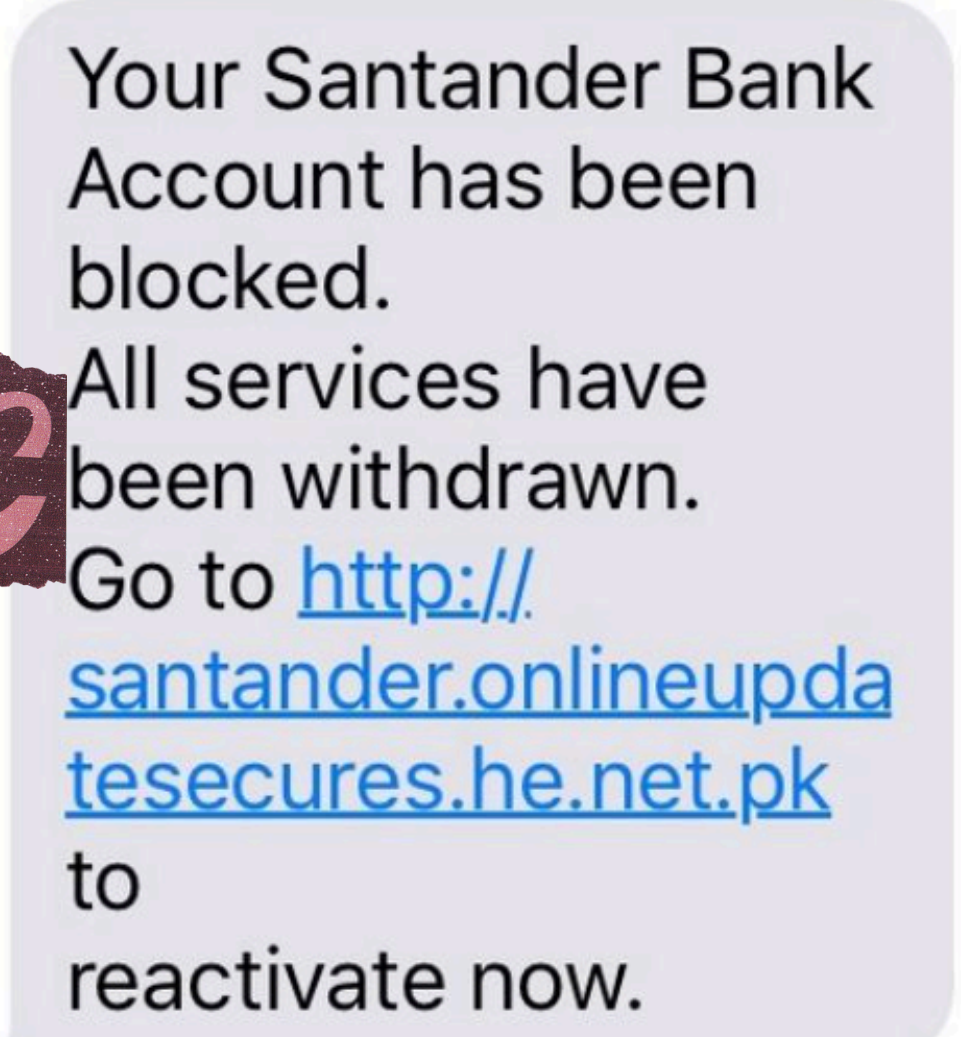 Your Santander Bank
Account has been
blocked.
All services have
been withdrawn.
Go to http://
santander.onlineupda
tesecures.he.net.pk
to
reactivate now.